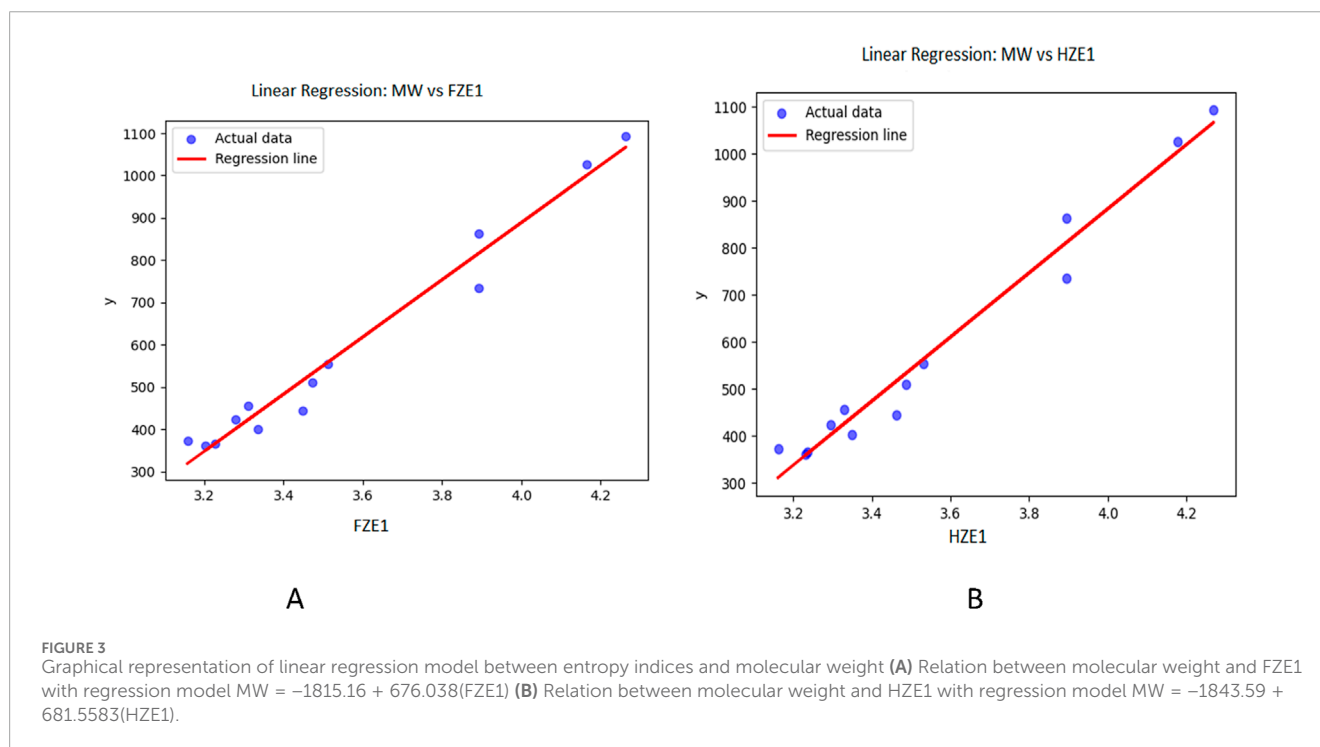 Linear Regression: MW vs FZE1
Actual data
Regression line
1100
1000
900
800
700
600
500
400
300
y
3.2 3.4 3.6 3.8 4.0 4.2
FZE1
A
Linear Regression: MW vs HZE1
Actual data
Regression line
1100
1000
900
800
700
600
500
400
300
y
3.2 3.4 3.6 3.8 4.0 4.2
HZE1
B
FIGURE 3
Graphical representation of linear regression model between entropy indices and molecular weight (A) Relation between molecular weight and FZE1
with regression model MW = −1815.16 + 676.038(FZE1) (B) Relation between molecular weight and HZE1 with regression model MW = −1843.59 +
681.5583(HZE1).